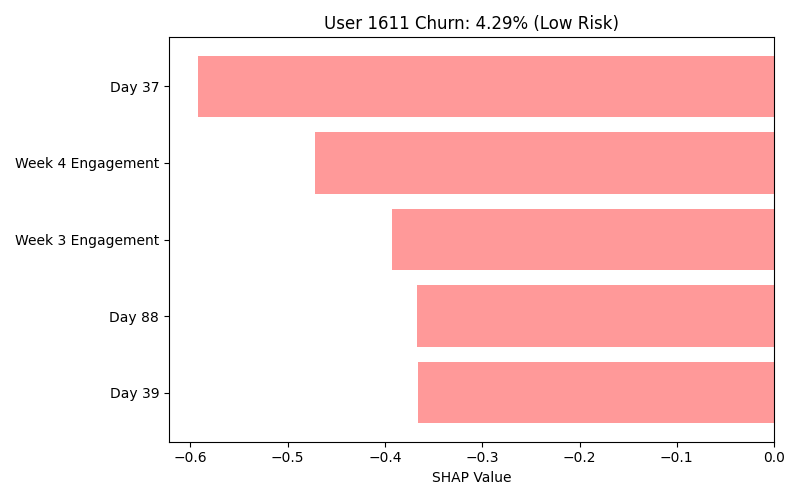 User 1611 Churn: 4.29% (Low Risk)
Day 37
Week 4 Engagement
Week 3 Engagement
Day 88
Day 39
−0.6 −0.5 −0.4 −0.3 −0.2 −0.1 0.0
SHAP Value